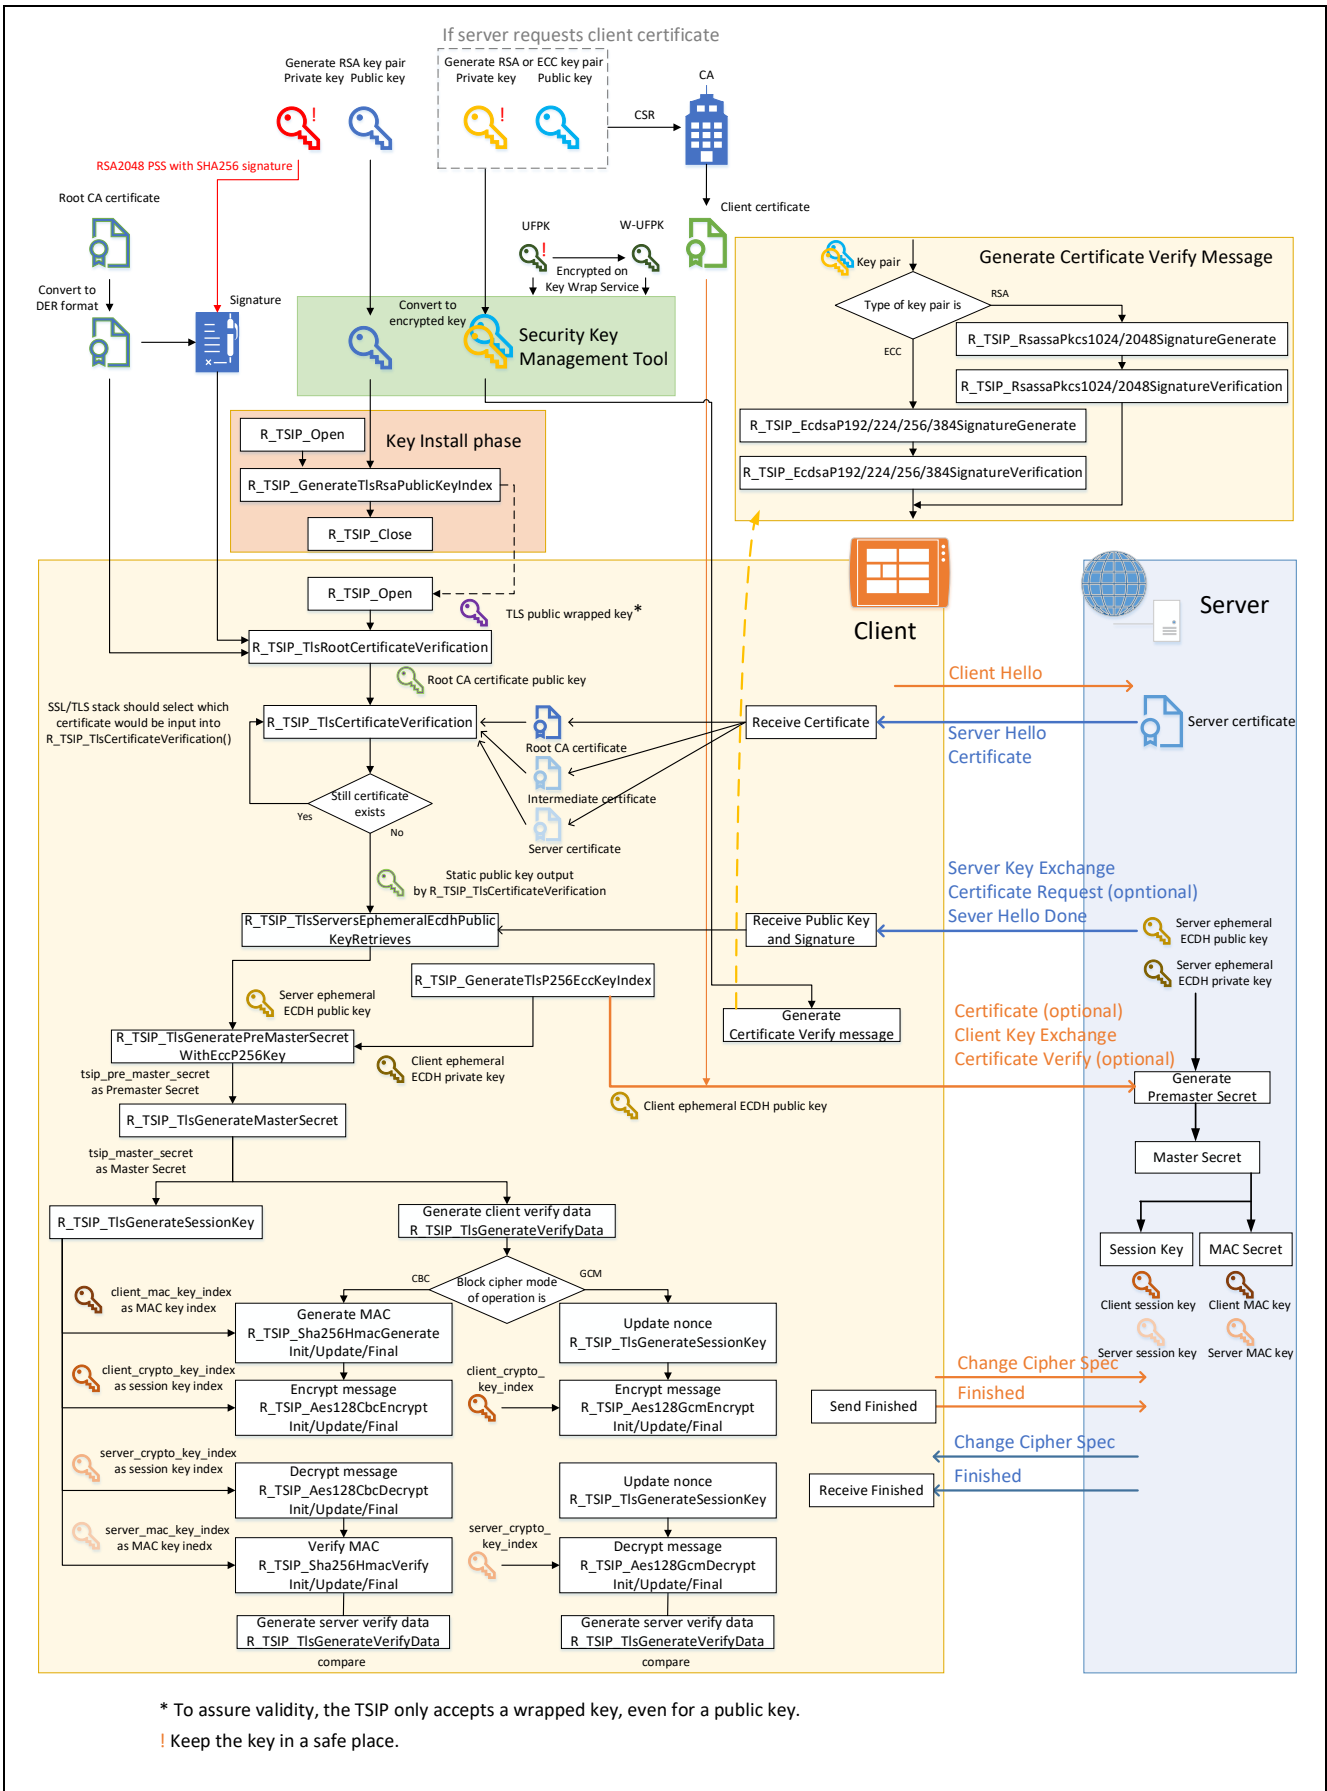 If server requests client certificate
Generate RSA key pair
Private key Public key
Generate RSA or ECC key pair
Private key Public key
CA
!
!
CSR
RSA2048 PSS with SHA256 signature
Root CA certificate
Client certificate
UFPK
W-UFPK
!
Encrypted on
Key Wrap Service
Convert to
DER format
Signature
Convert to
encrypted key
Security Key
Management Tool
Key pair
Generate Certificate Verify Message
Type of key pair is
RSA
ECC
R_TSIP_RsassaPkcs1024/2048SignatureGenerate
R_TSIP_RsassaPkcs1024/2048SignatureVerification
R_TSIP_EcdsaP192/224/256/384SignatureGenerate
R_TSIP_EcdsaP192/224/256/384SignatureVerification
R_TSIP_Open
Key Install phase
R_TSIP_GenerateTlsRsaPublicKeyIndex
R_TSIP_Close
R_TSIP_Open
TLS public wrapped key*
Client
Server
R_TSIP_TlsRootCertificateVerification
Root CA certificate public key
Client Hello
SSL/TLS stack should select which
certificate would be input into
R_TSIP_TlsCertificateVerification()
R_TSIP_TlsCertificateVerification
Receive Certificate
Server certificate
Server Hello
Certificate
Root CA certificate
Still certificate
exists
Yes
No
Intermediate certificate
Server certificate
Static public key output
by R_TSIP_TlsCertificateVerification
Server Key Exchange
Certificate Request (opntional)
Sever Hello Done
R_TSIP_TlsServersEphemeralEcdhPublic
KeyRetrieves
Receive Public Key
and Signature
Server ephemeral
ECDH public key
Server ephemeral
ECDH private key
R_TSIP_GenerateTlsP256EccKeyIndex
Server ephemeral
ECDH public key
Generate
Certificate Verify message
Certificate (optional)
Client Key Exchange
Certificate Verify (optional)
R_TSIP_TlsGeneratePreMasterSecret
WithEccP256Key
Client ephemeral
ECDH private key
tsip_pre_master_secret
as Premaster Secret
Generate
Premaster Secret
Client ephemeral ECDH public key
R_TSIP_TlsGenerateMasterSecret
tsip_master_secret
as Master Secret
Master Secret
R_TSIP_TlsGenerateSessionKey
Generate client verify data
R_TSIP_TlsGenerateVerifyData
Session Key
MAC Secret
CBC
Block cipher mode
of operation is
GCM
client_mac_key_index
as MAC key index
Generate MAC
R_TSIP_Sha256HmacGenerate
Init/Update/Final
Update nonce
R_TSIP_TlsGenerateSessionKey
Client session key
Client MAC key
Server session key
Server MAC key
client_crypto_key_index
as session key index
Encrypt message
R_TSIP_Aes128CbcEncrypt
Init/Update/Final
client_crypto_
key_index
Encrypt message
R_TSIP_Aes128GcmEncrypt
Init/Update/Final
Change Cipher Spec
Send Finished
Finished
server_crypto_key_index
as session key index
Decrypt message
R_TSIP_Aes128CbcDecrypt
Init/Update/Final
Update nonce
R_TSIP_TlsGenerateSessionKey
Change Cipher Spec
Receive Finished
Finished
server_mac_key_index
as MAC key inedx
Verify MAC
R_TSIP_Sha256HmacVerify
Init/Update/Final
server_crypto_
key_index
Decrypt message
R_TSIP_Aes128GcmDecrypt
Init/Update/Final
Generate server verify data
R_TSIP_TlsGenerateVerifyData
Generate server verify data
R_TSIP_TlsGenerateVerifyData
compare
compare
* To assure validity, the TSIP only accepts a wrapped key, even for a public key.
! Keep the key in a safe place.